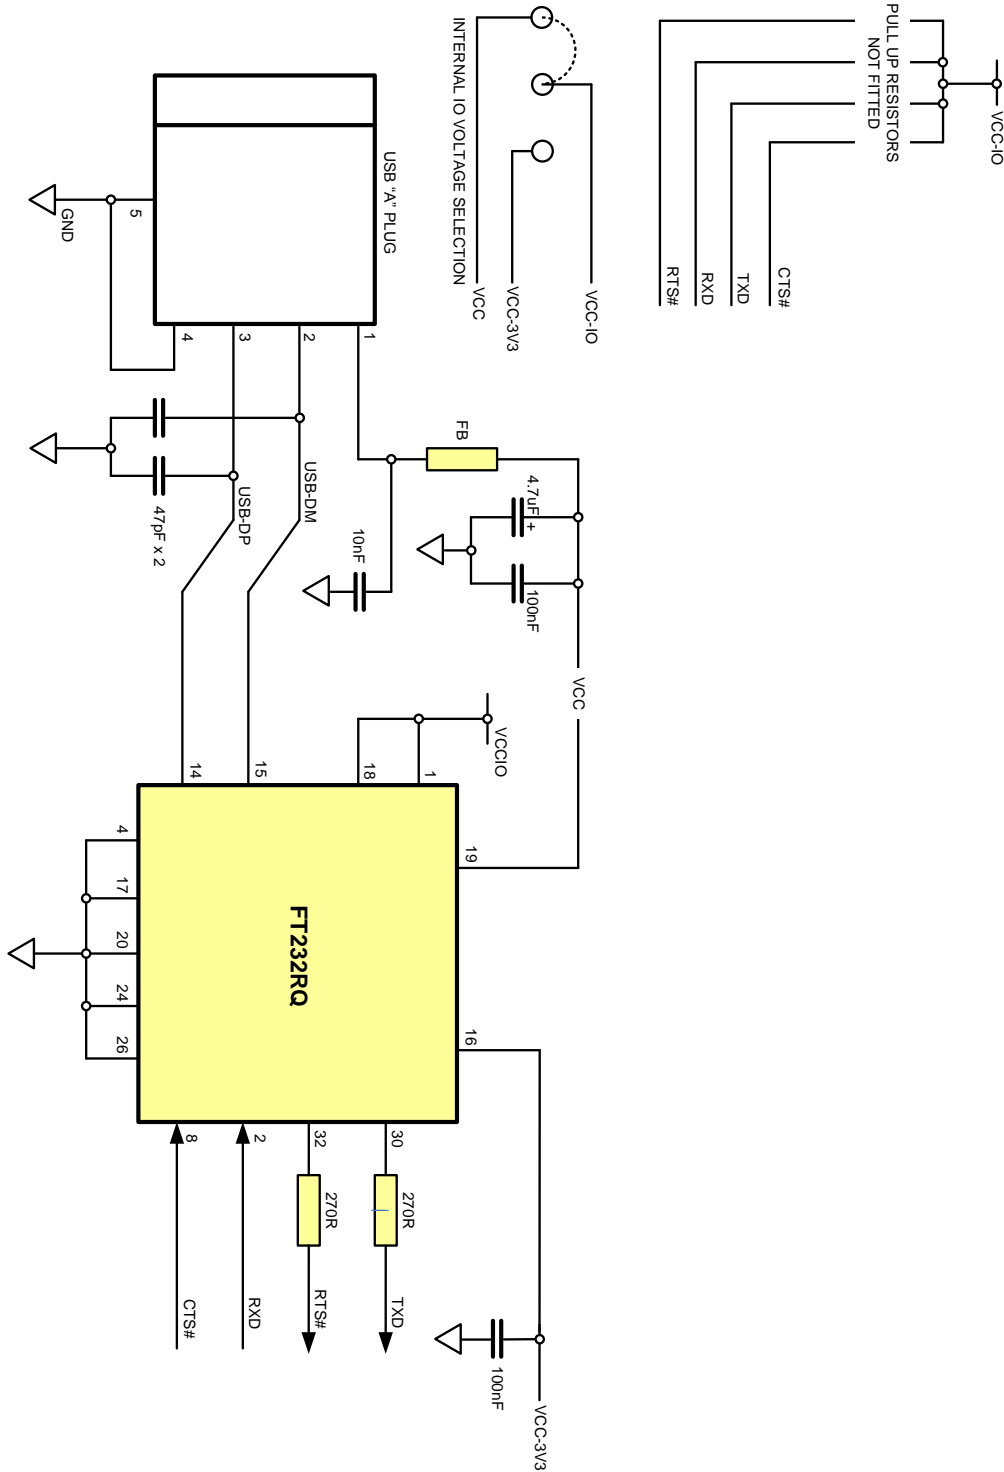 VCC-IO
PULL UP RESISTORS
NOT FITTED
CTS#
TXD
RXD
RTS#
VCC-IO
VCC-3V3
VCC
INTERNAL IO VOLTAGE SELECTION
USB "A" PLUG
1
2
3
4
5
GND
FB
4.7uF +
100nF
10nF
47pF x 2
USB-DM
USB-DP
VCC
VCCIO
1
18
15
14
19
16
FT232RQ
4
17
20
24
26
30
32
2
8
270R
270R
TXD
RTS#
RXD
CTS#
100nF
VCC-3V3